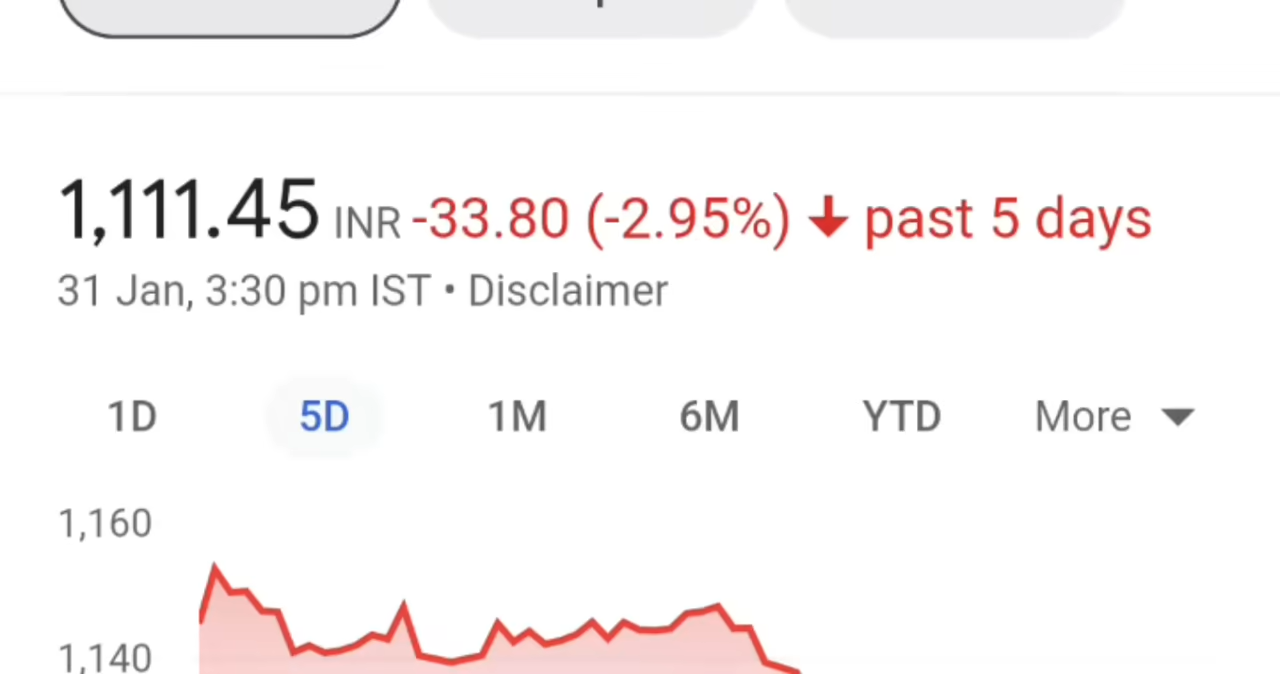 1,111.45 INR -33.80 (-2.95%) ↓ past 5 days
31 Jan, 3:30 pm IST • Disclaimer
1D 5D 1M 6M YTD More
1,160
1,140